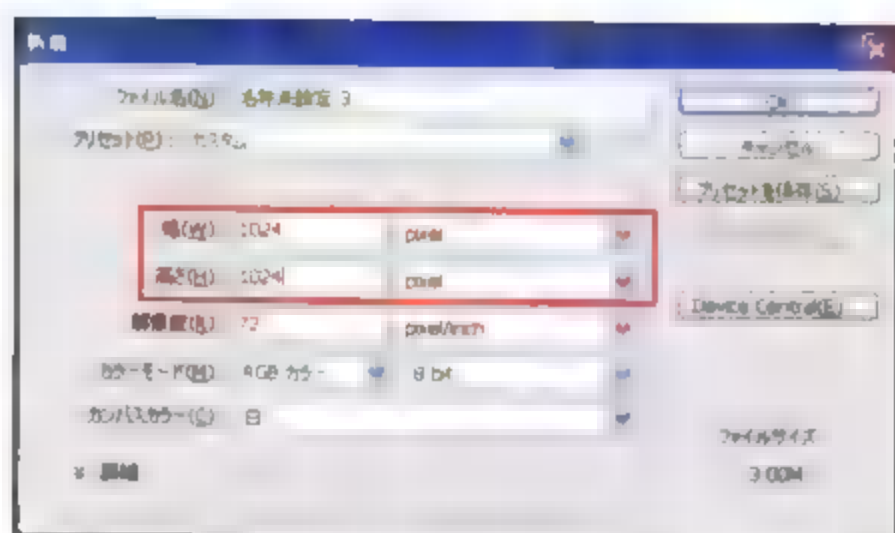 新規
ファイル名(N) 名称未設定 3
OK
プリセット(P): カスタム
キャンセル
プリセットを保存(S)...
幅(W) 1024 pixel
高さ(H) 1024 pixel
Device Central(E)...
解像度(R) 72 pixel/inch
カラーモード(M) RGB カラー 8 bit
カンバスカラー(C) 白
ファイルサイズ
詳細
3.00M